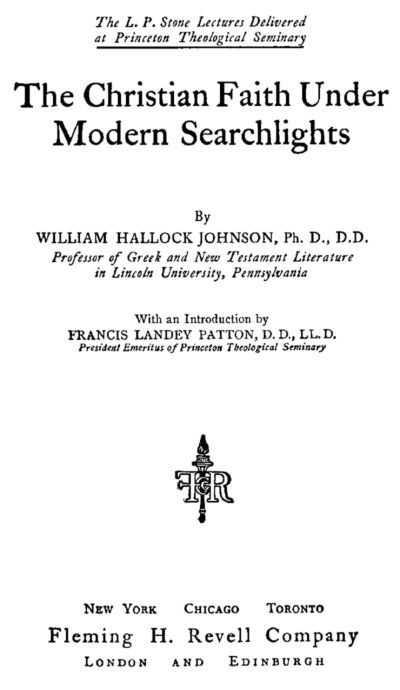 The L. P. Stone Lectures Delivered
at Princeton Theological Seminary
The Christian Faith Under
Modern Searchlights
By
WILLIAM HALLOCK JOHNSON, Ph. D., D.D.
Professor of Greek and New Testament Literature
in Lincoln University, Pennsylvania
With an Introduction by
FRANCIS LANDEY PATTON, D. D., LL. D.
President Emeritus of Princeton Theological Seminary
FHR
NEW YORK CHICAGO TORONTO
Fleming H. Revell Company
LONDON AND EDINBURGH